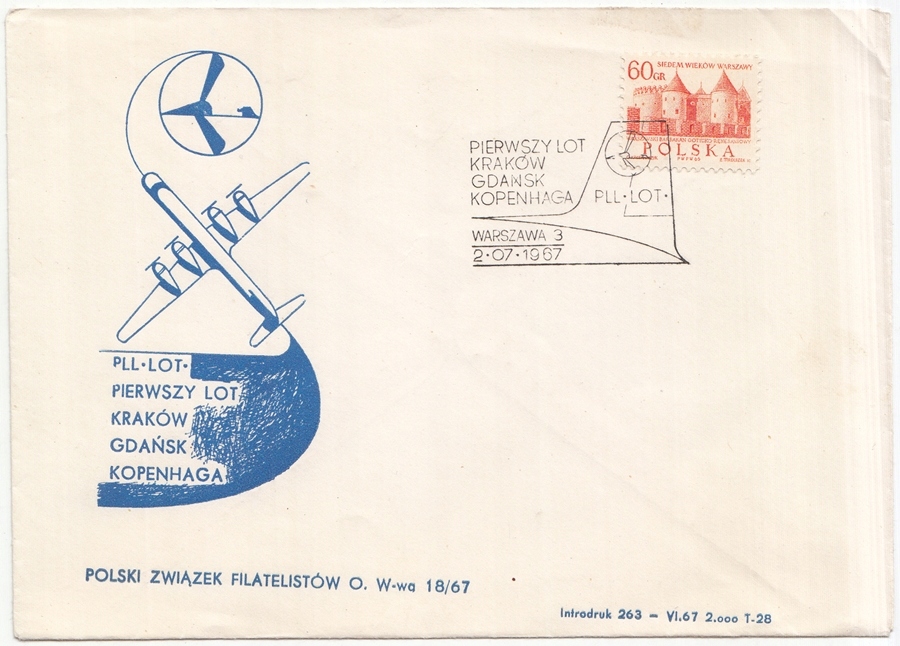 60 GR
SIEDEM WIEKÓW WARSZAWY
POLSKA
PIERWSZY LOT
KRAKÓW
GDAŃSK
KOPENHAGA PLL·LOT·
WARSZAWA 3
2·07·1967
PLL·LOT·
PIERWSZY LOT
KRAKÓW
GDAŃSK
KOPENHAGA
POLSKI ZWIĄZEK FILATELISTÓW O. W-wa 18/67
Introdruk 263 – VI.67 2.000 T-28